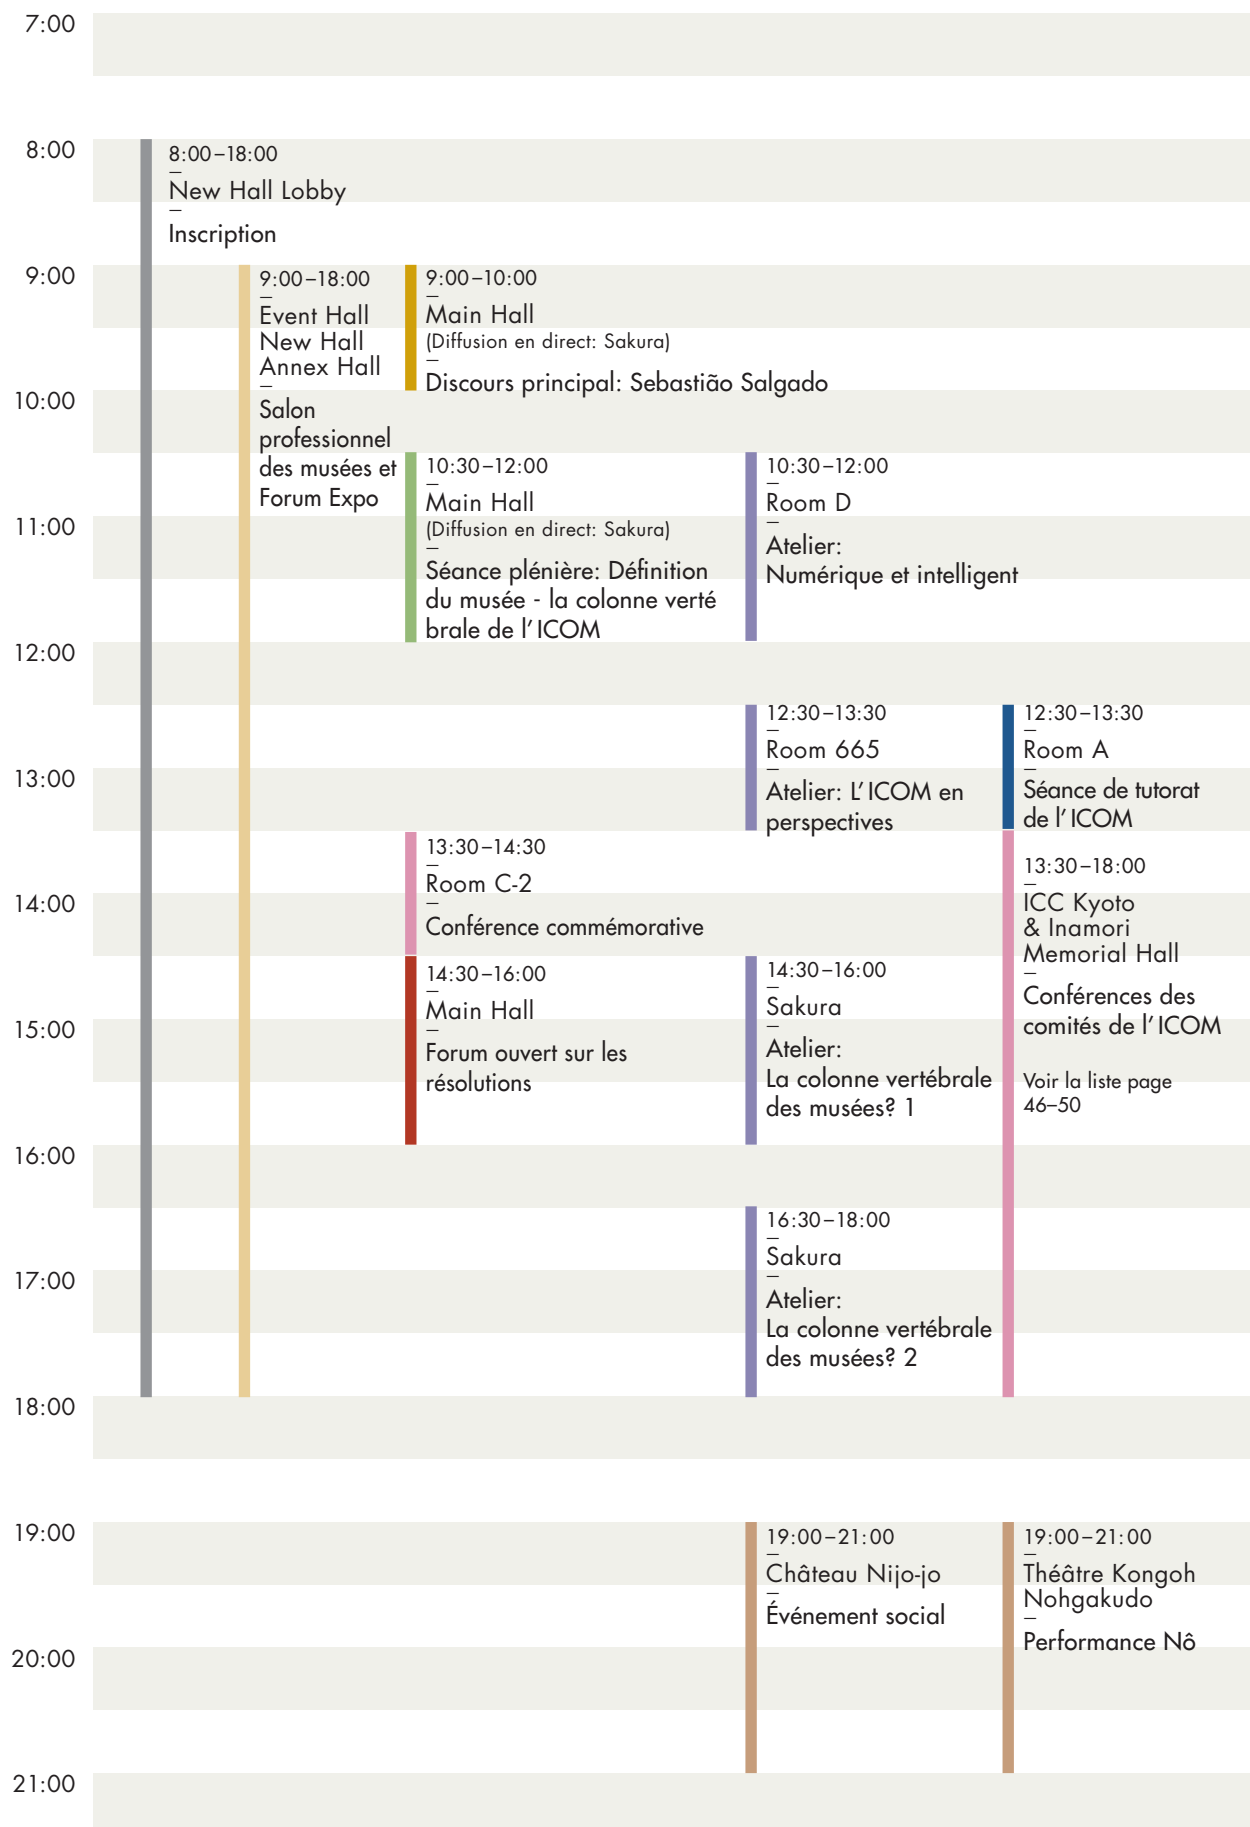 7:00
8:00
8:00–18:00
New Hall Lobby
Inscription
9:00
9:00–18:00
Event Hall
New Hall
Annex Hall
Salon
professionnel
des musées et
Forum Expo
9:00–10:00
Main Hall
(Diffusion en direct: Sakura)
Discours principal: Sebastião Salgado
10:00
10:30–12:00
Main Hall
(Diffusion en direct: Sakura)
Séance plénière: Définition
du musée - la colonne verté
brale de l'ICOM
10:30–12:00
Room D
Atelier:
Numérique et intelligent
11:00
12:00
12:30–13:30
Room 665
Atelier: L'ICOM en
perspectives
12:30–13:30
Room A
Séance de tutorat
de l'ICOM
13:00
13:30–14:30
Room C-2
Conférence commémorative
13:30–18:00
ICC Kyoto
& Inamori
Memorial Hall
Conférences des
comités de l'ICOM
Voir la liste page
46–50
14:00
14:30–16:00
Main Hall
Forum ouvert sur les
résolutions
14:30–16:00
Sakura
Atelier:
La colonne vertébrale
des musées? 1
15:00
16:00
16:30–18:00
Sakura
Atelier:
La colonne vertébrale
des musées? 2
17:00
18:00
19:00
19:00–21:00
Château Nijo-jo
Événement social
19:00–21:00
Théâtre Kongoh
Nohgakudo
Performance Nô
20:00
21:00